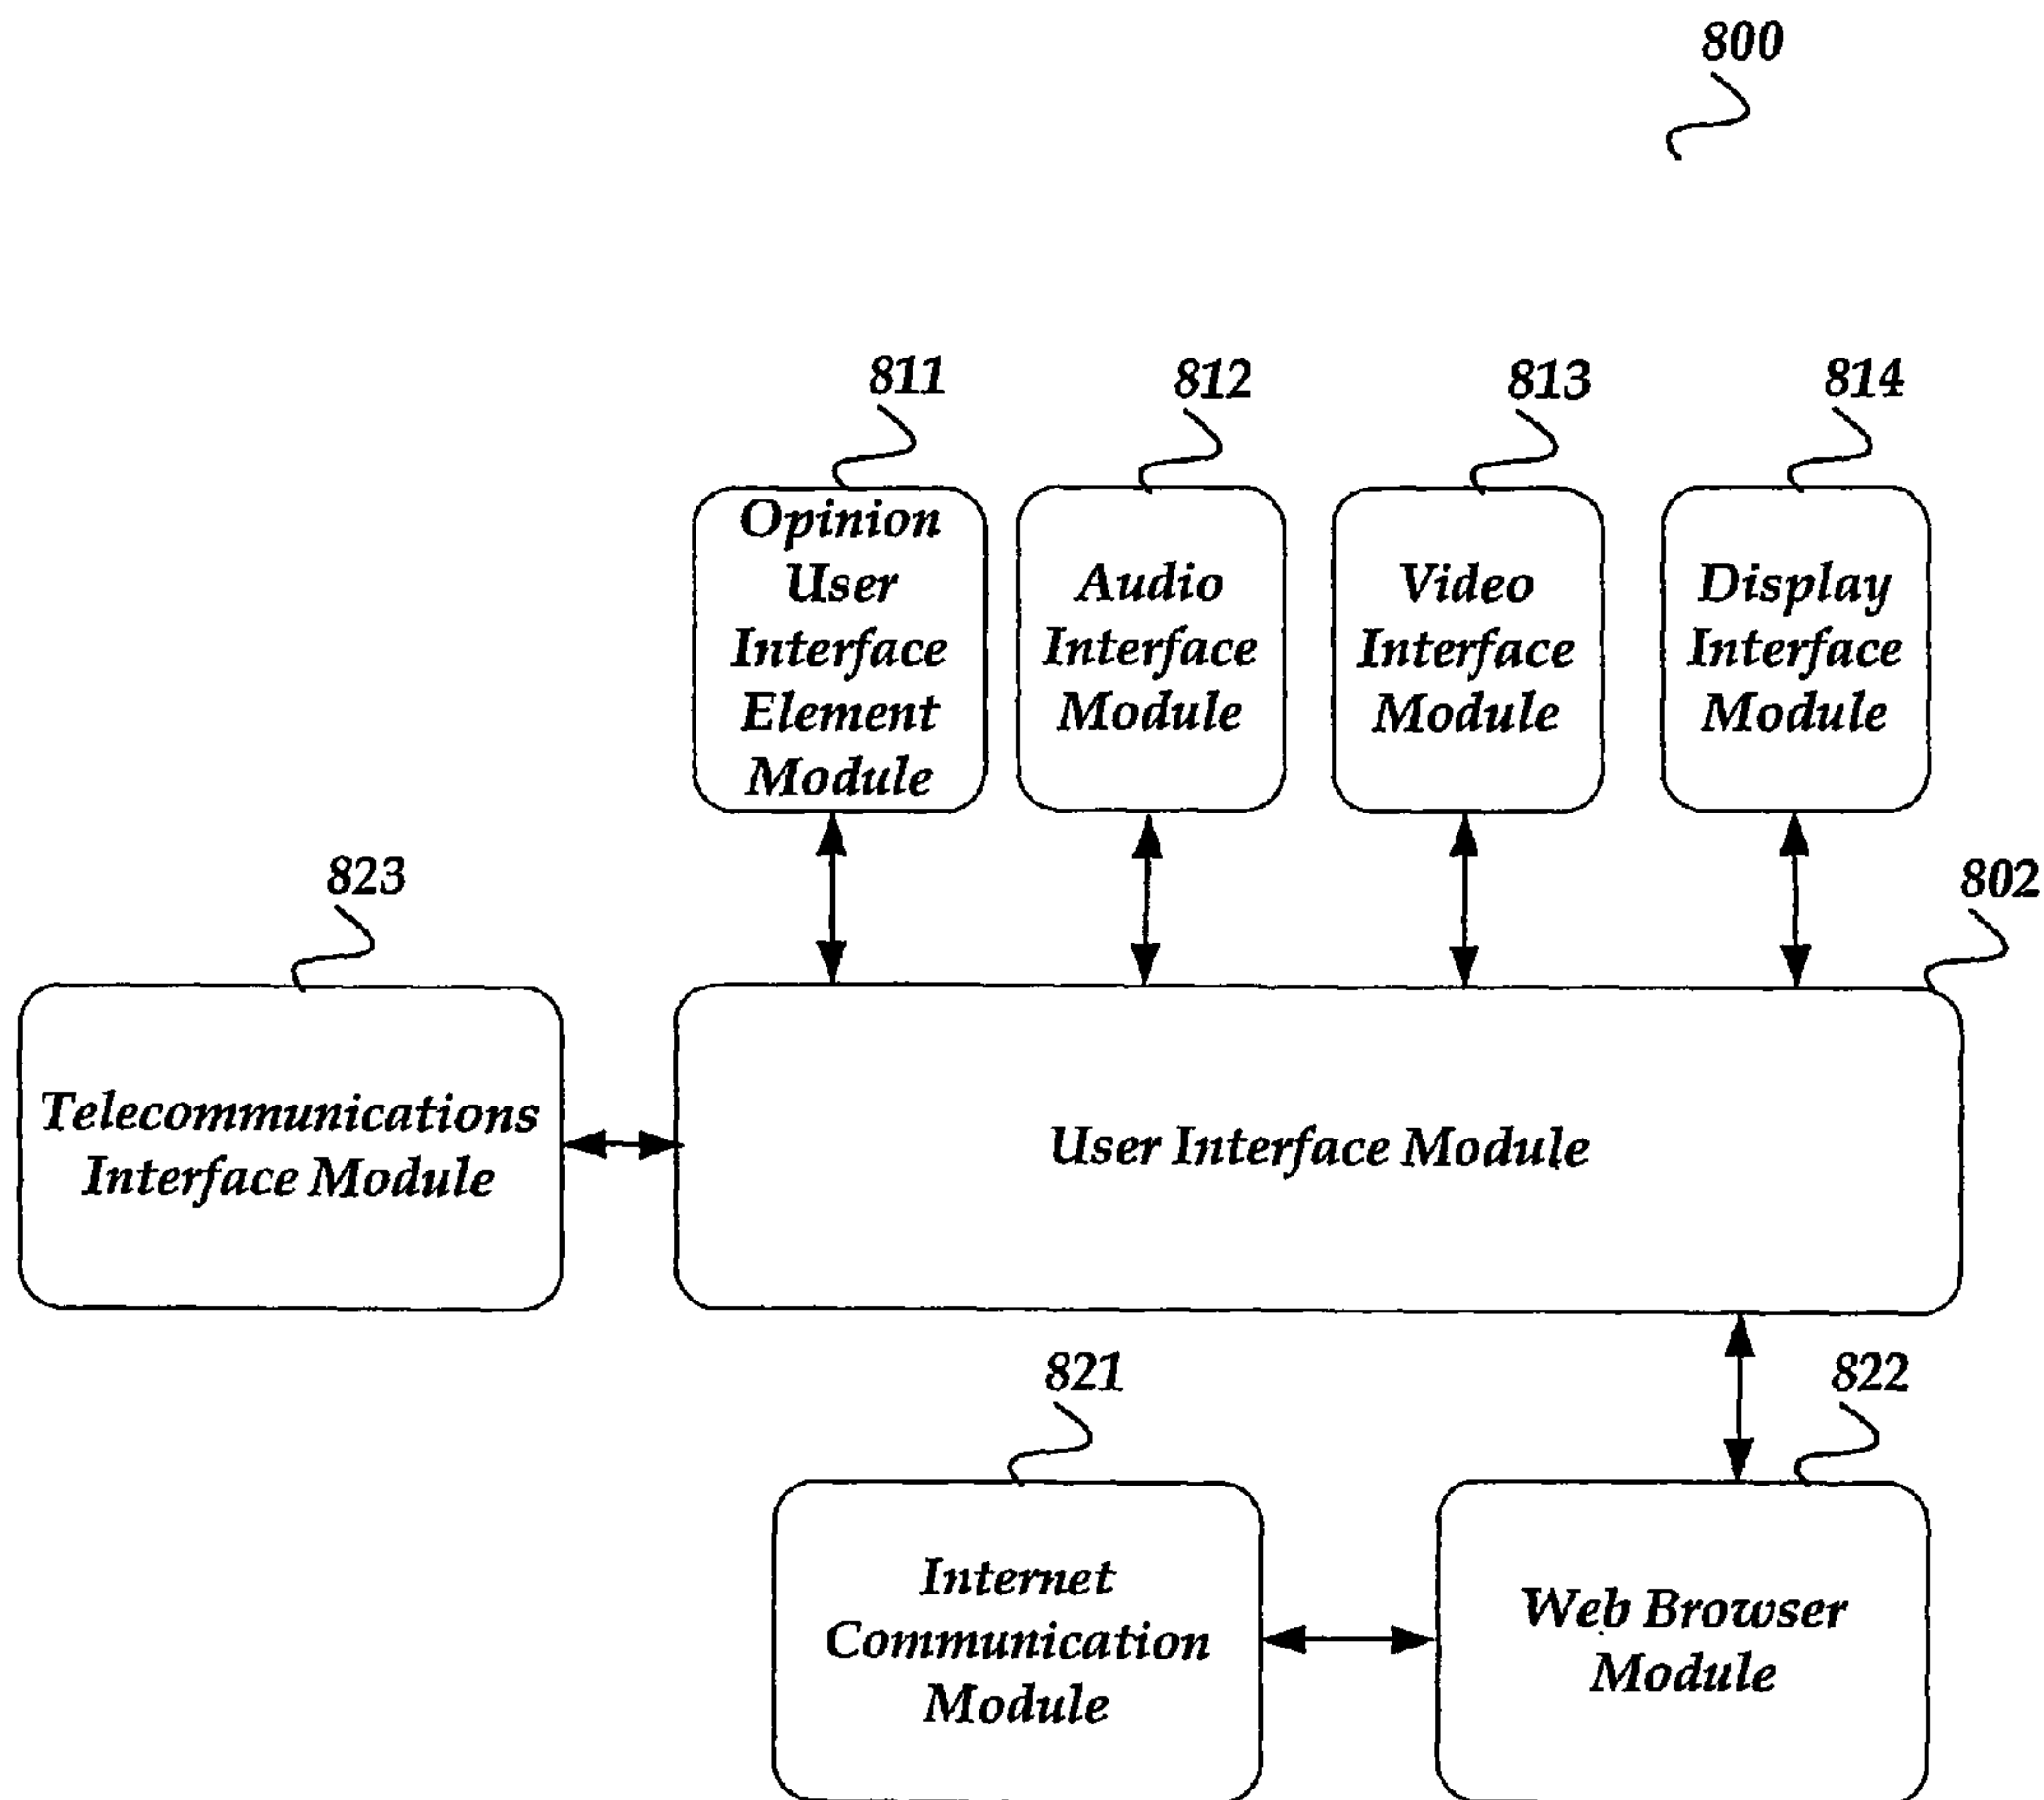 800
811
812
813
814
Opinion
User
Interface
Element
Module
Audio
Interface
Module
Video
Interface
Module
Display
Interface
Module
823
802
Telecommunications
Interface Module
User Interface Module
821
822
Internet
Communication
Module
Web Browser
Module